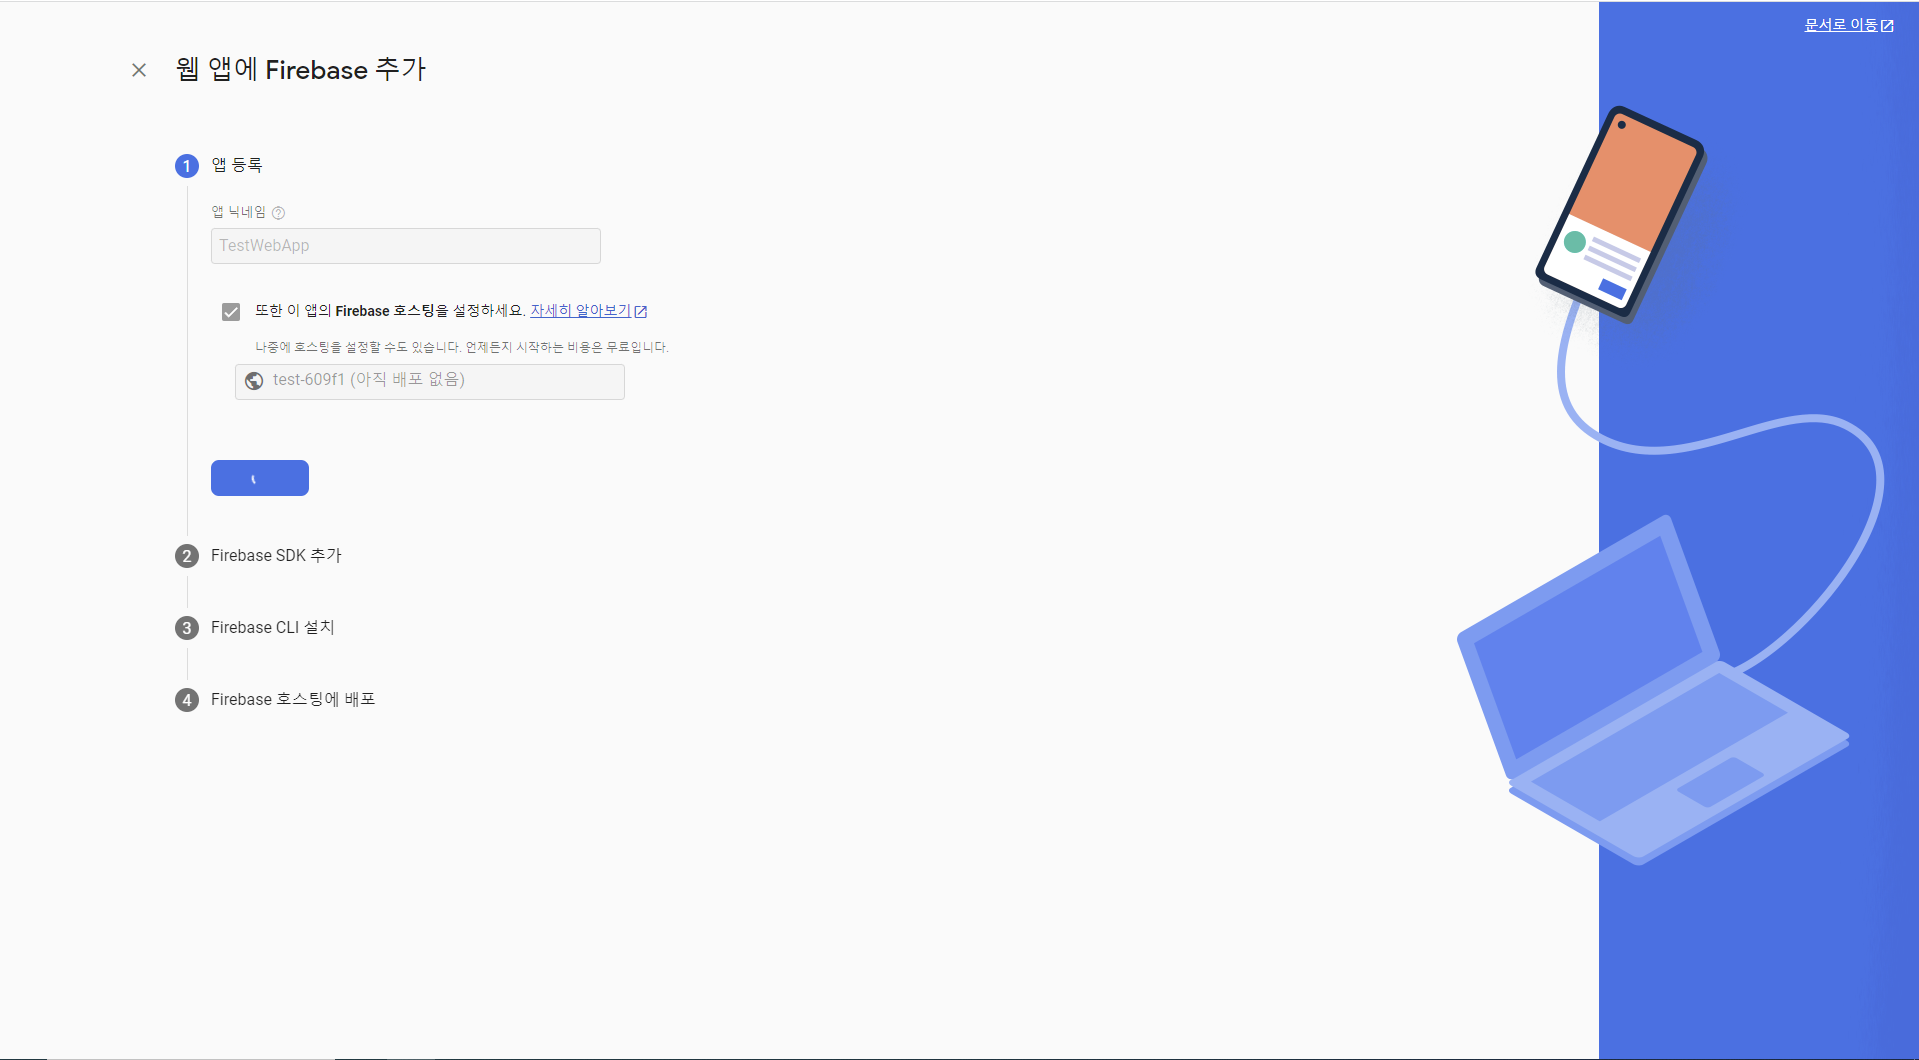 문서로 이동
웹 앱에 Firebase 추가
1 앱 등록
앱 닉네임
TestWebApp
또한 이 앱의 Firebase 호스팅을 설정하세요. 자세히 알아보기
나중에 호스팅을 설정할 수도 있습니다. 언제든지 시작하는 비용은 무료입니다.
test-609f1 (아직 배포 없음)
2 Firebase SDK 추가
3 Firebase CLI 설치
4 Firebase 호스팅에 배포